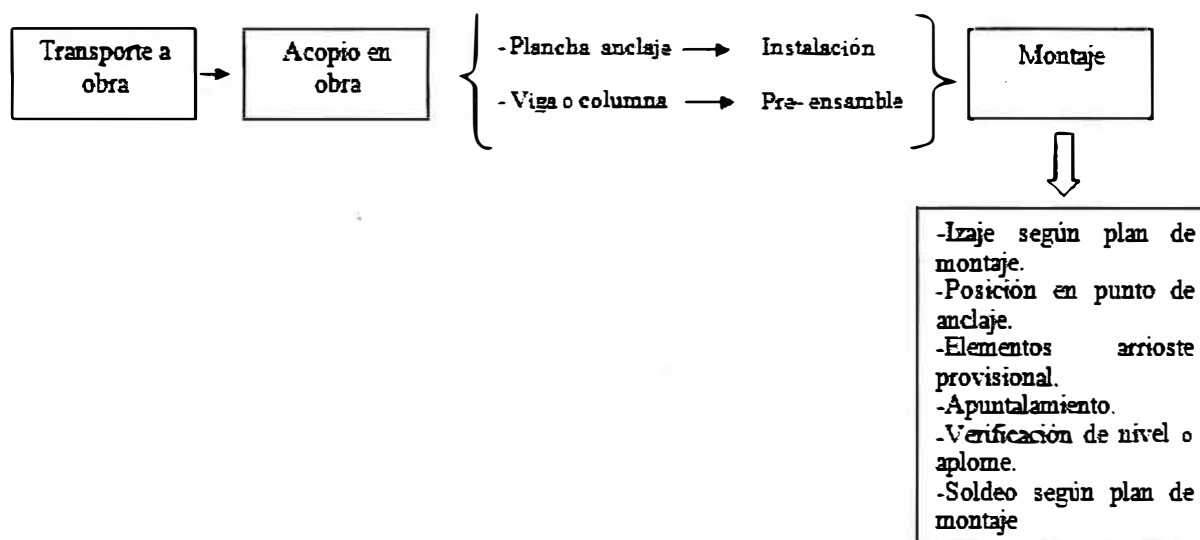 Transporte a
obra
Acopio en
obra
-Plancha anclaje
Instalación
-Viga o columna
Pre-ensamble
Montaje
-Izaje según plan de
montaje.
-Posición en punto de
anclaje.
-Elementos arrioste
provisional.
-Apuntalamiento.
-Verificación de nivel o
aplome.
-Soldeo según plan de
montaje